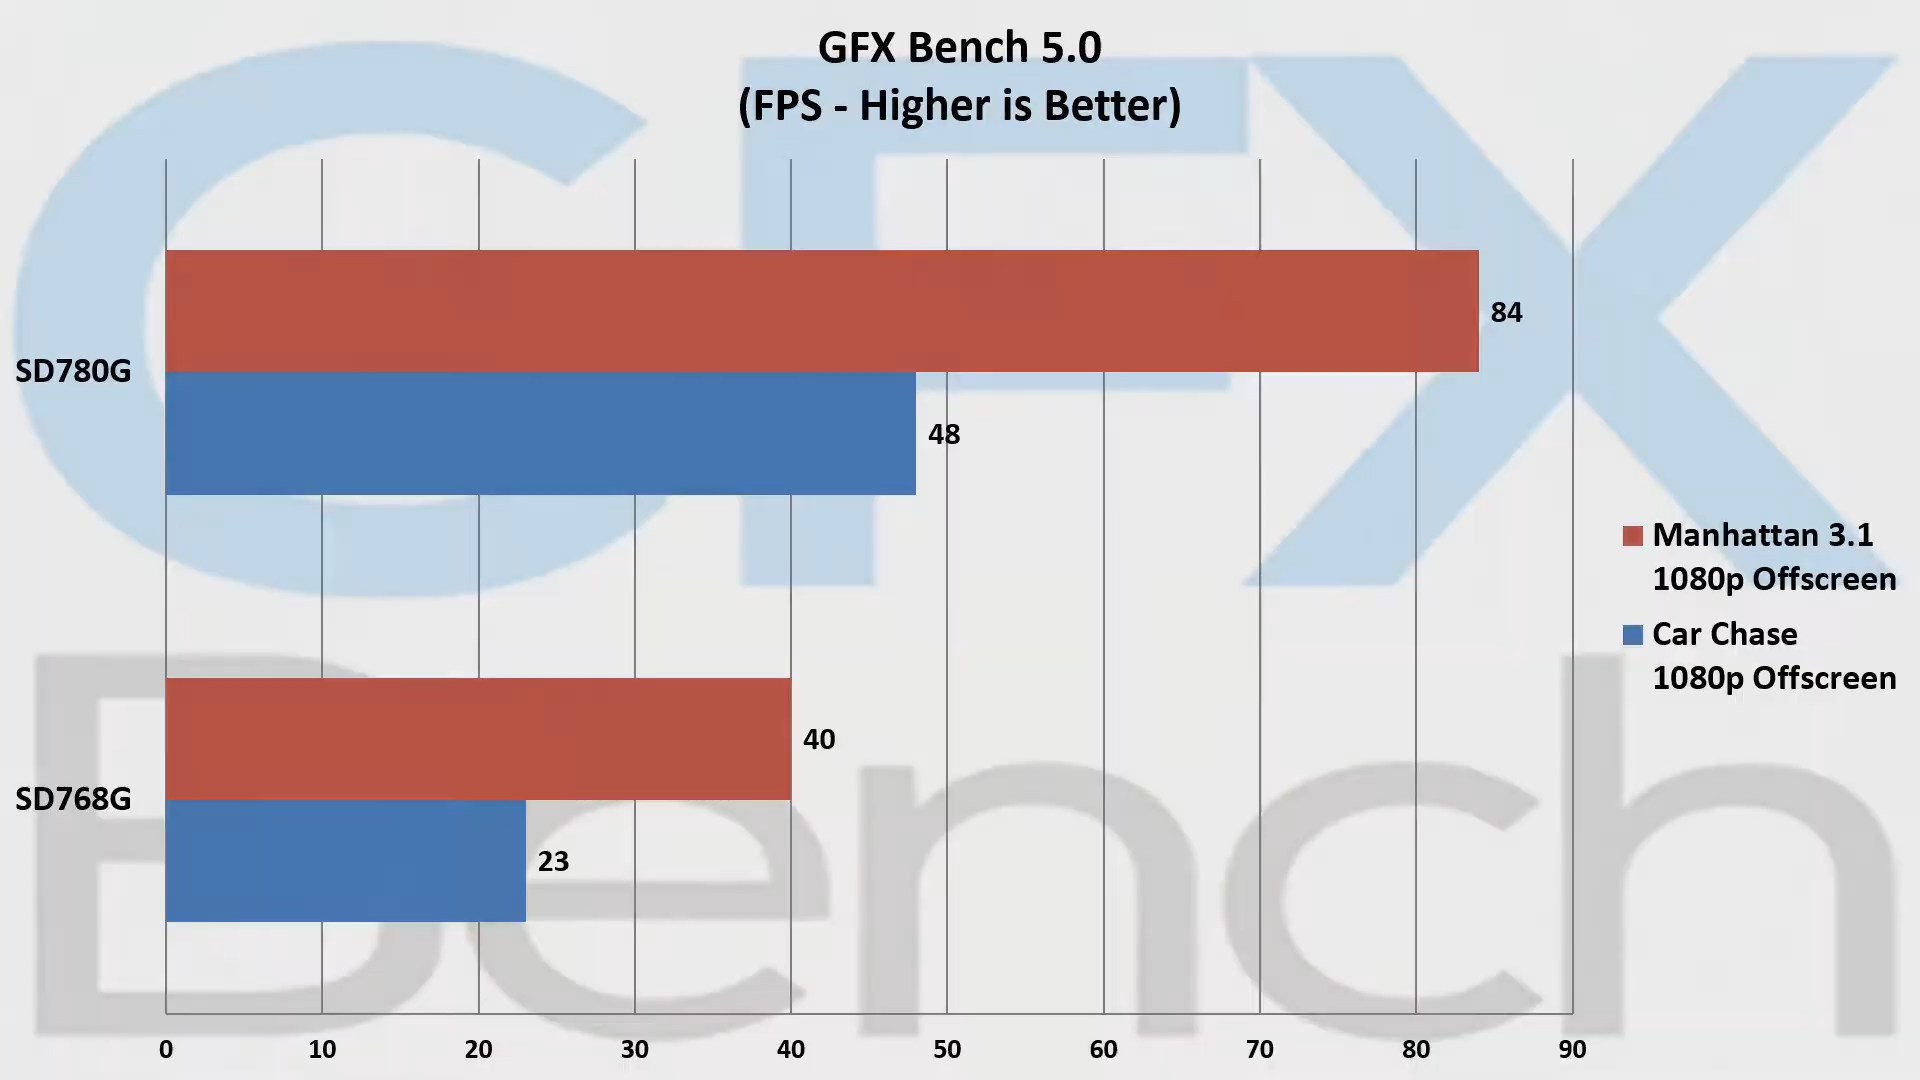 GFX Bench 5.0
(FPS - Higher is Better)
SD780G
84
48
SD768G
40
23
Manhattan 3.1
1080p Offscreen
Car Chase
1080p Offscreen
0 10 20 30 40 50 60 70 80 90
GFX
Bench